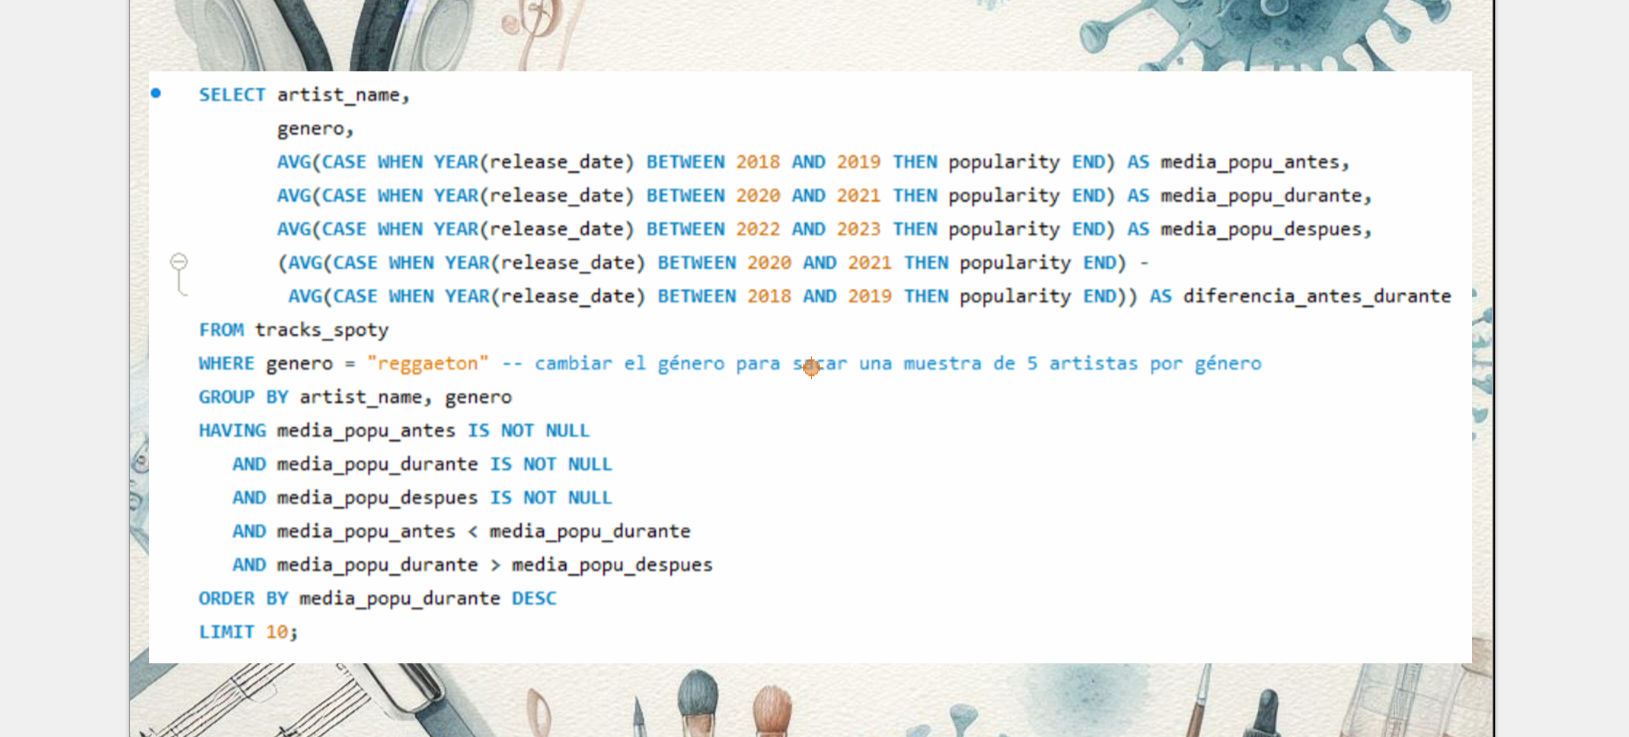 SELECT artist_name,
genero,
AVG(CASE WHEN YEAR(release_date) BETWEEN 2018 AND 2019 THEN popularity END) AS media_popu_antes,
AVG(CASE WHEN YEAR(release_date) BETWEEN 2020 AND 2021 THEN popularity END) AS media_popu_durante,
AVG(CASE WHEN YEAR(release_date) BETWEEN 2022 AND 2023 THEN popularity END) AS media_popu_despues,
(AVG(CASE WHEN YEAR(release_date) BETWEEN 2020 AND 2021 THEN popularity END) -
AVG(CASE WHEN YEAR(release_date) BETWEEN 2018 AND 2019 THEN popularity END)) AS diferencia_antes_durante
FROM tracks_spoty
WHERE genero = "reggaeton" -- cambiar el género para sacar una muestra de 5 artistas por género
GROUP BY artist_name, genero
HAVING media_popu_antes IS NOT NULL
AND media_popu_durante IS NOT NULL
AND media_popu_despues IS NOT NULL
AND media_popu_antes < media_popu_durante
AND media_popu_durante > media_popu_despues
ORDER BY media_popu_durante DESC
LIMIT 10;